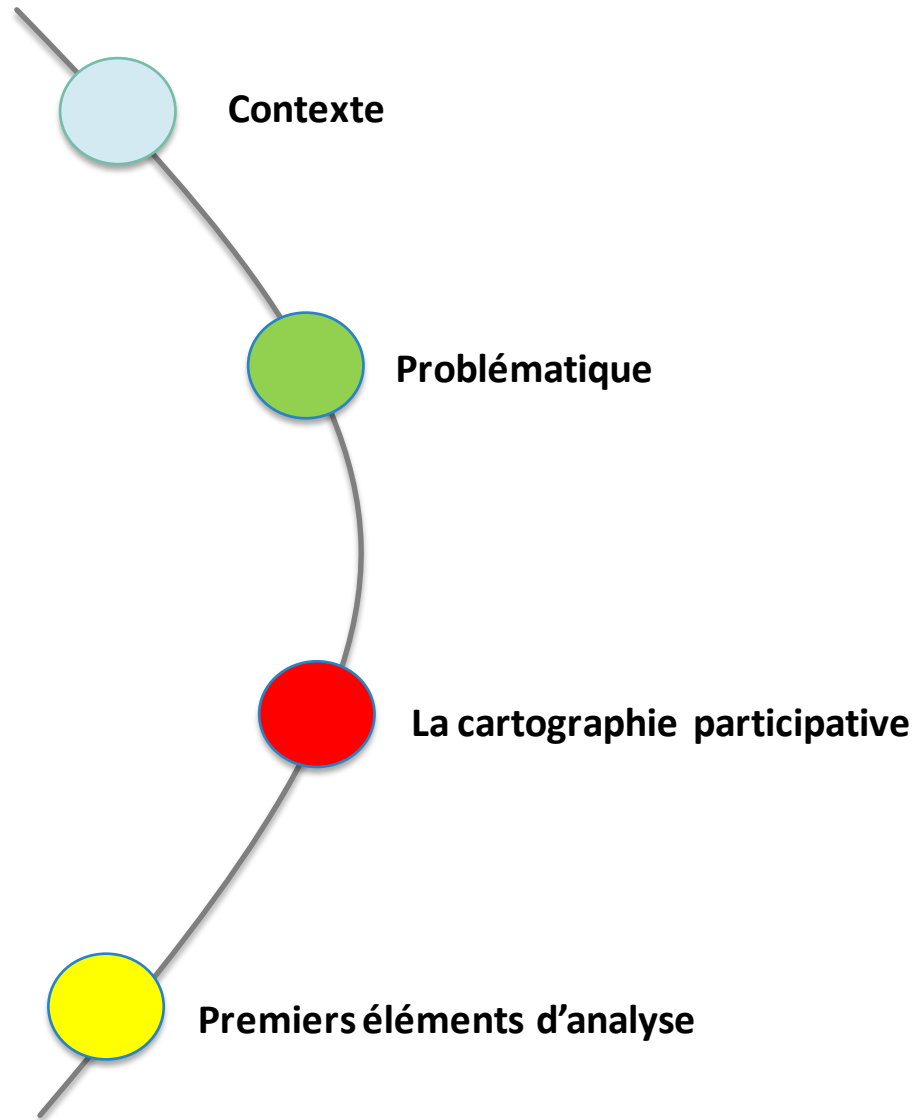 Contexte
Problématique
La cartographie participative
Premiers éléments d'analyse